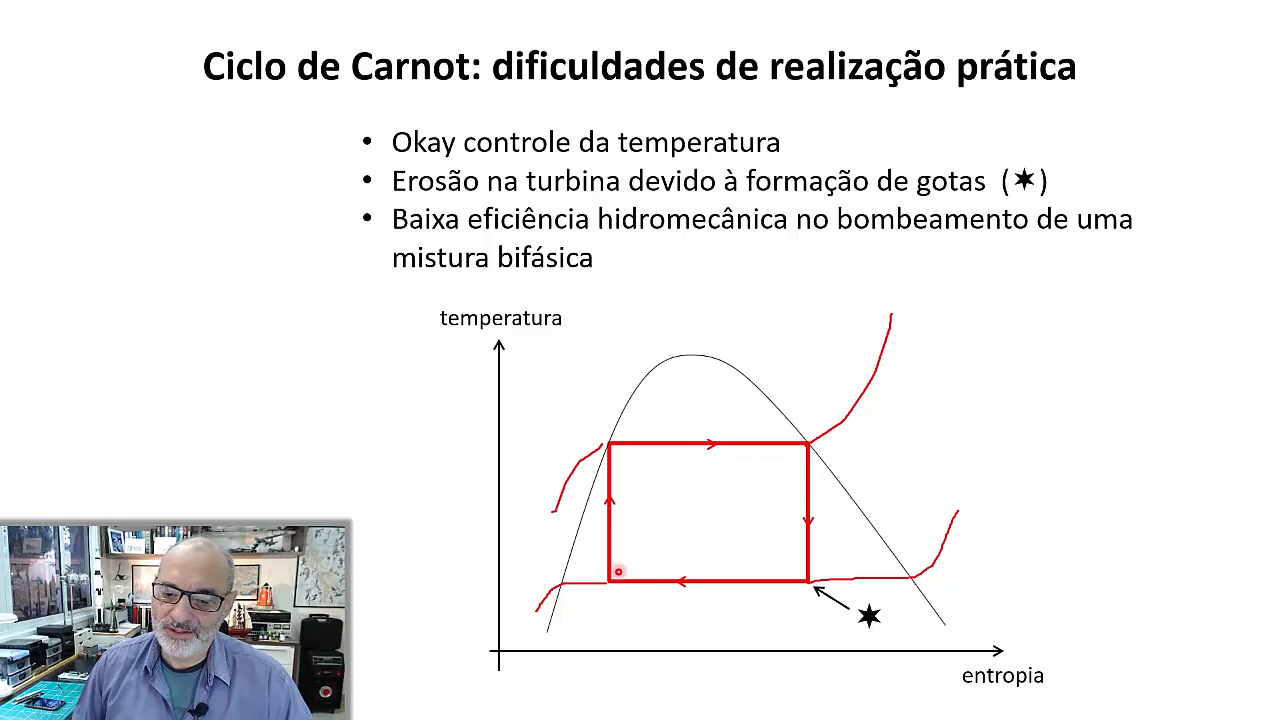 Ciclo de Carnot: dificuldades de realização prática
• Okay controle da temperatura
• Erosão na turbina devido à formação de gotas (✶)
• Baixa eficiência hidromecânica no bombeamento de uma
mistura bifásica
temperatura
✶
entropia